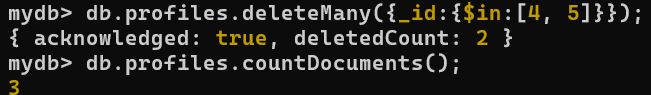 mydb> db.profiles.deleteMany({_id:{$in:[4, 5]}});
{ acknowledged: true, deletedCount: 2 }
mydb> db.profiles.countDocuments();
3